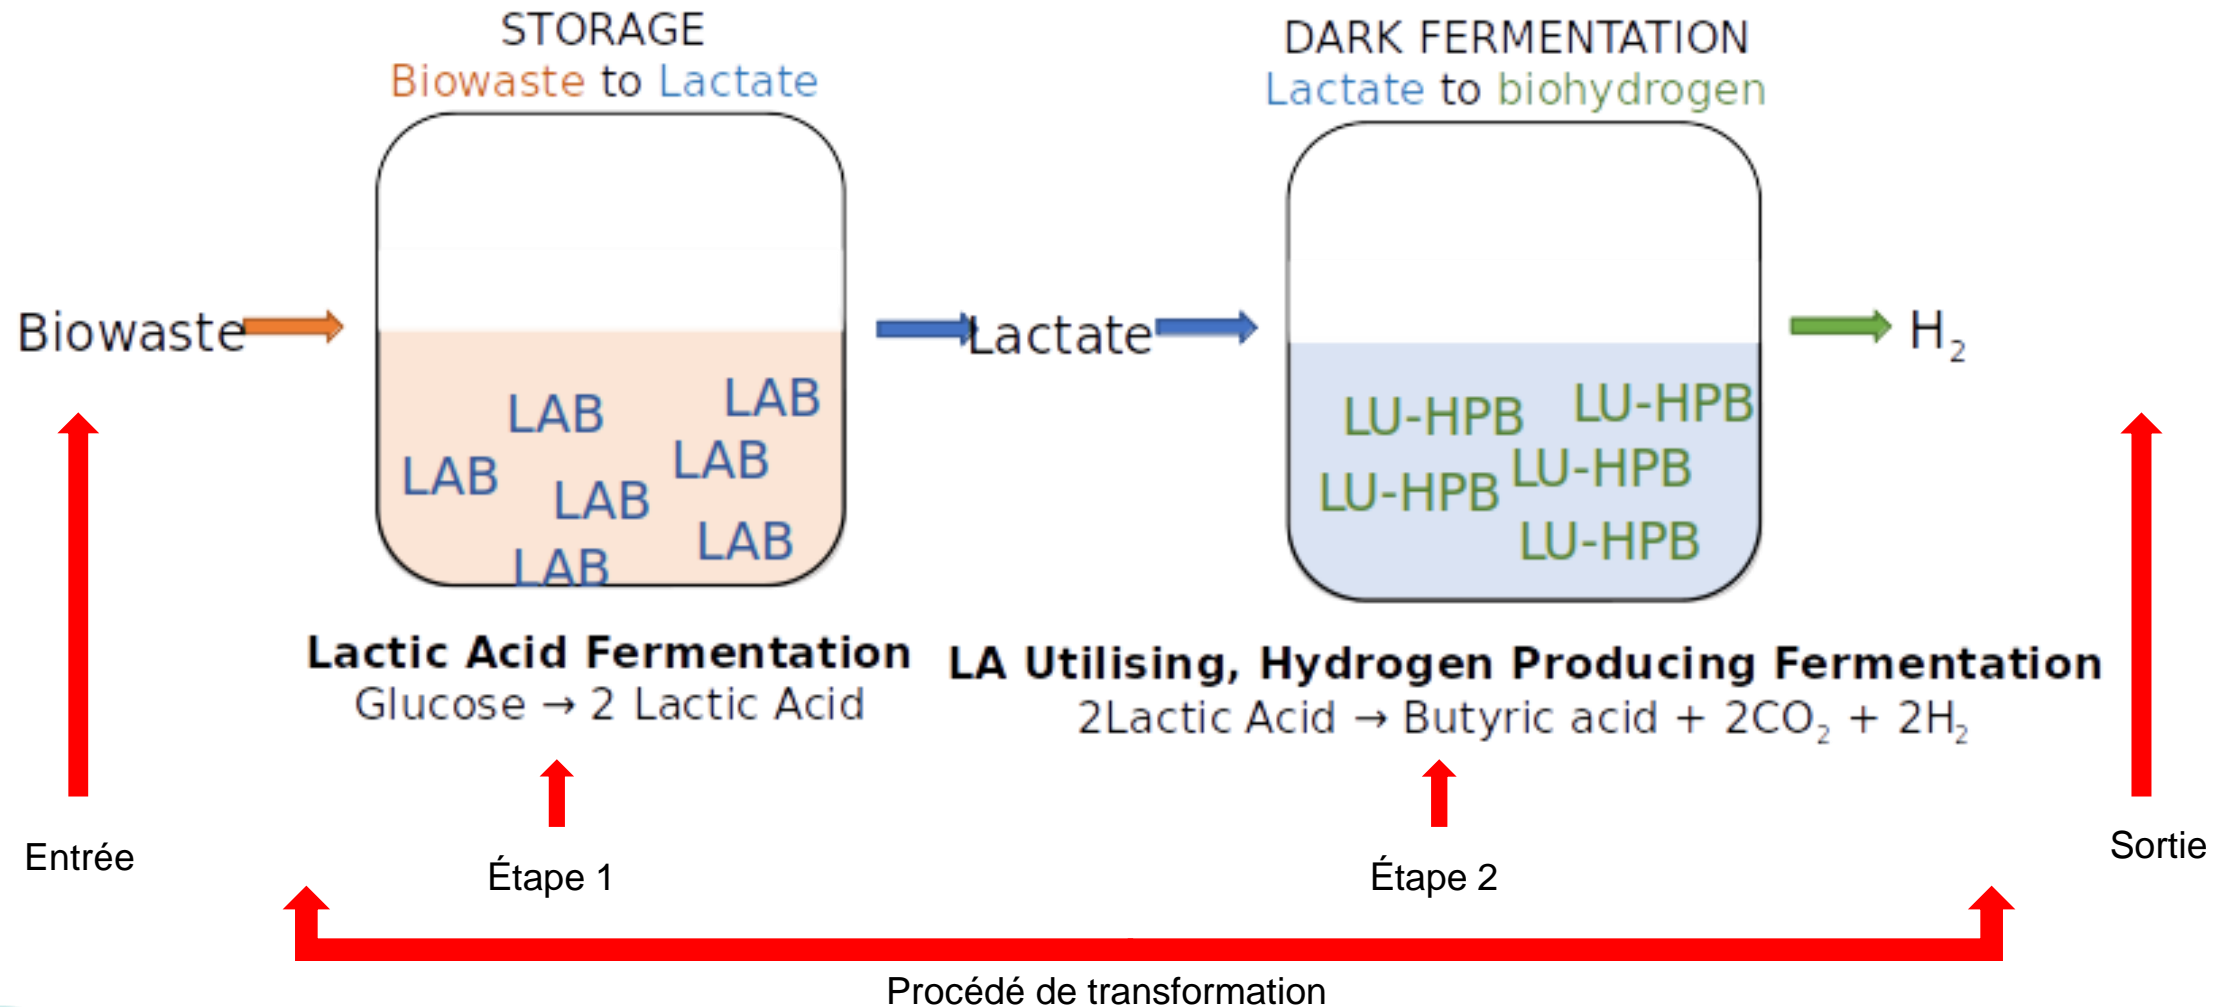 STORAGE
Biowaste to Lactate
DARK FERMENTATION
Lactate to biohydrogen
Biowaste
Lactate
H₂
LAB
LAB
LAB
LAB
LAB
LAB
LAB
LU-HPB
LU-HPB
LU-HPB
LU-HPB
LU-HPB
Lactic Acid Fermentation
Glucose → 2 Lactic Acid
LA Utilising, Hydrogen Producing Fermentation
2Lactic Acid → Butyric acid + 2CO₂ + 2H₂
Entrée
Étape 1
Étape 2
Sortie
Procédé de transformation